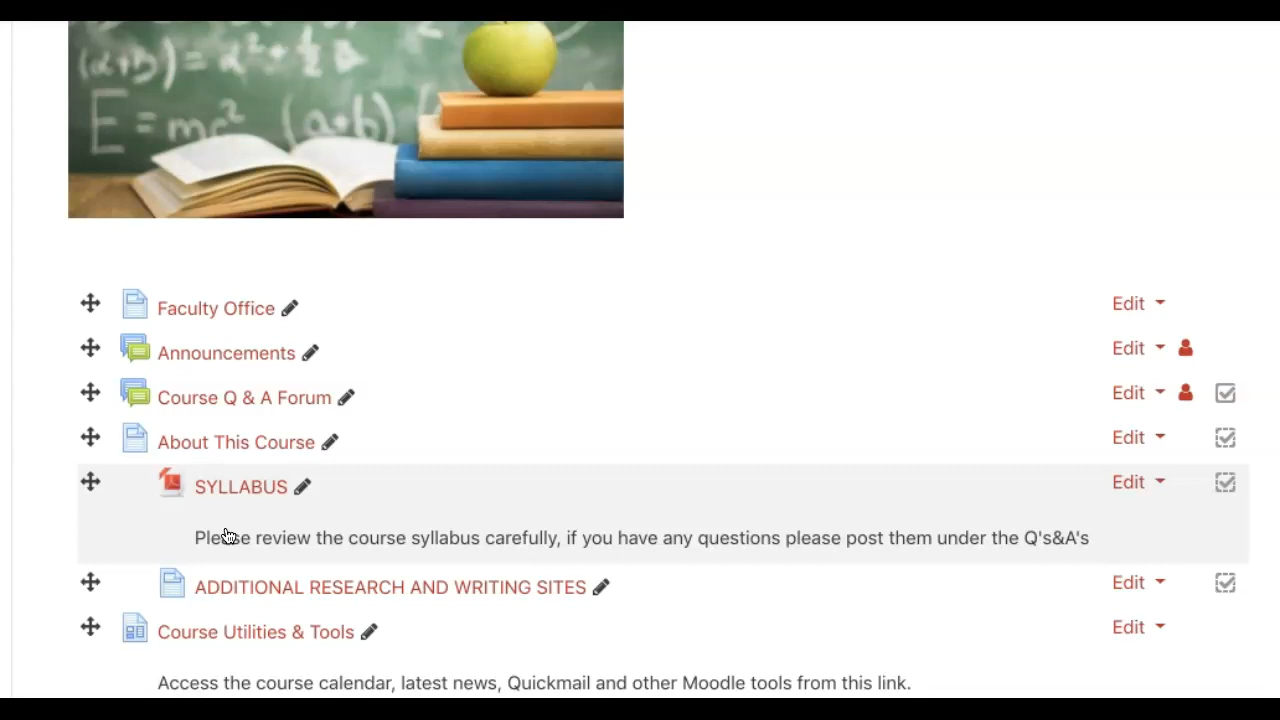 (a+b) = a² +
E = mc² (a+b)
Faculty Office Edit
Announcements Edit
Course Q & A Forum Edit
About This Course Edit
SYLLABUS Edit
Please review the course syllabus carefully, if you have any questions please post them under the Q's&A's
ADDITIONAL RESEARCH AND WRITING SITES Edit
Course Utilities & Tools Edit
Access the course calendar, latest news, Quickmail and other Moodle tools from this link.